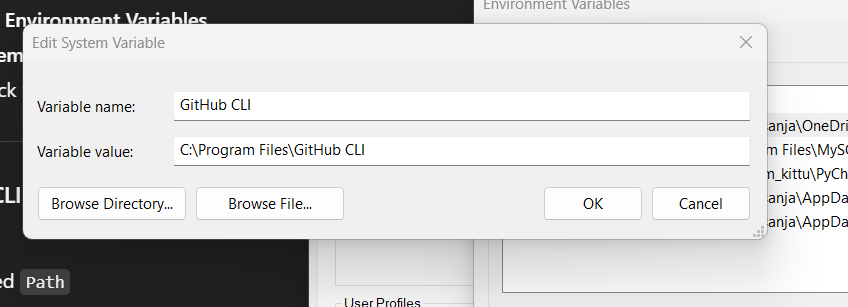 Environment Variables
Environment Variables
Edit System Variable
Variable name:
GitHub CLI
Variable value:
C:\Program Files\GitHub CLI
Browse Directory...
Browse File...
OK
Cancel
ck
CLI
ed Path
anja\OneDri
m Files\MyS
m_kittu\PyCh
anja\AppDa
anja\AppDa
User Profiles